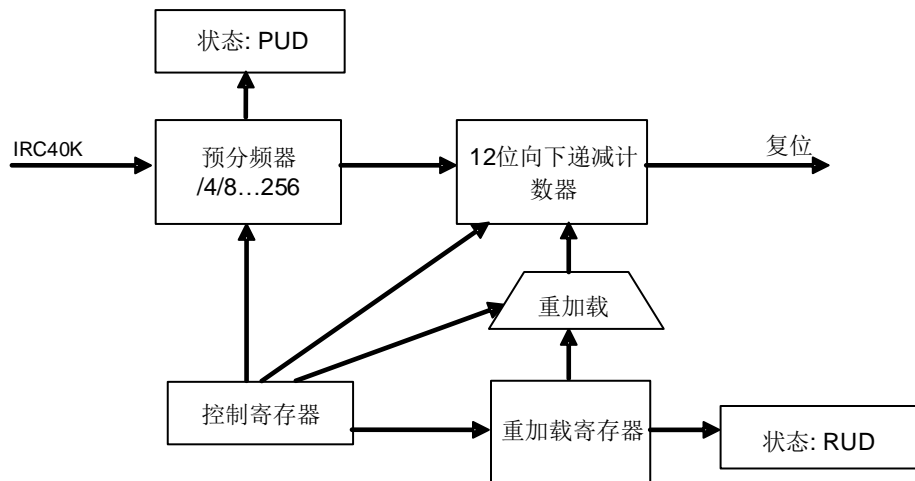 状态: PUD
IRC40K
预分频器
/4/8…256
12位向下递减计
数器
复位
重加载
控制寄存器
重加载寄存器
状态: RUD